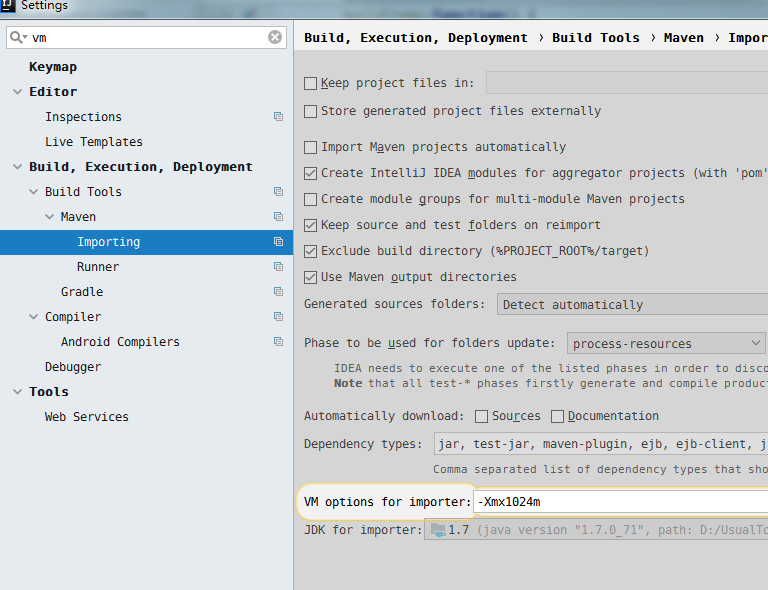 Settings
vm
Keymap
Editor
Inspections
Live Templates
Build, Execution, Deployment
Build Tools
Maven
Importing
Runner
Gradle
Compiler
Android Compilers
Debugger
Tools
Web Services
Build, Execution, Deployment › Build Tools › Maven › Impor
Keep project files in:
Store generated project files externally
Import Maven projects automatically
Create IntelliJ IDEA modules for aggregator projects (with 'pom'
Create module groups for multi-module Maven projects
Keep source and test folders on reimport
Exclude build directory (%PROJECT_ROOT%/target)
Use Maven output directories
Generated sources folders: Detect automatically
Phase to be used for folders update: process-resources
IDEA needs to execute one of the listed phases in order to disco
Note that all test-* phases firstly generate and compile produc
Automatically download: Sources Documentation
Dependency types: jar, test-jar, maven-plugin, ejb, ejb-client, j
Comma separated list of dependency types that sho
VM options for importer: -Xmx1024m
JDK for importer: 1.7 (java version "1.7.0_71", path: D:/UsualTo